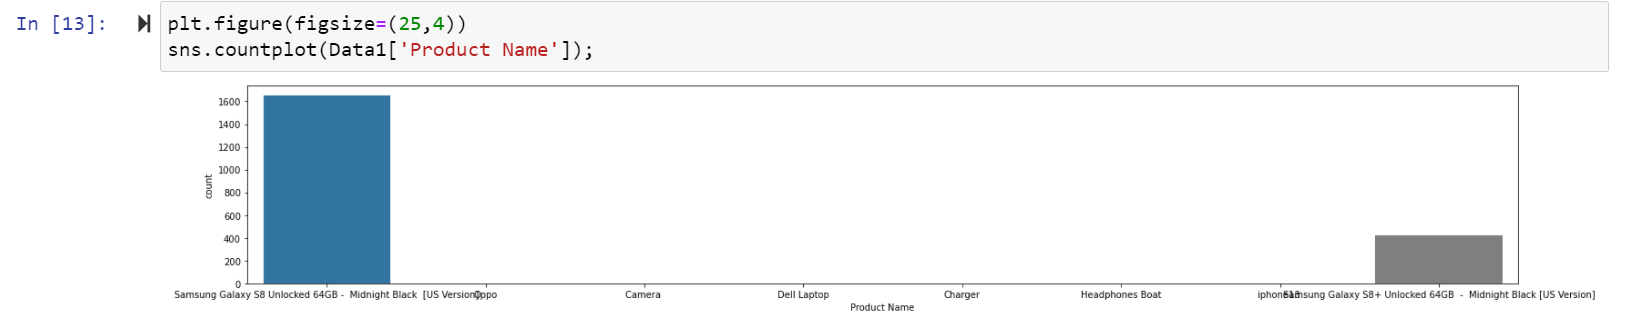 In [13]:
plt.figure(figsize=(25,4))
sns.countplot(Data1['Product Name']);
1600
1400
1200
1000
800
600
400
200
0
count
Samsung Galaxy S8 Unlocked 64GB -  Midnight Black  [US Version]
Oppo
Camera
Dell Laptop
Charger
Headphones Boat
iphone13
Samsung Galaxy S8+ Unlocked 64GB  -  Midnight Black [US Version]
Product Name